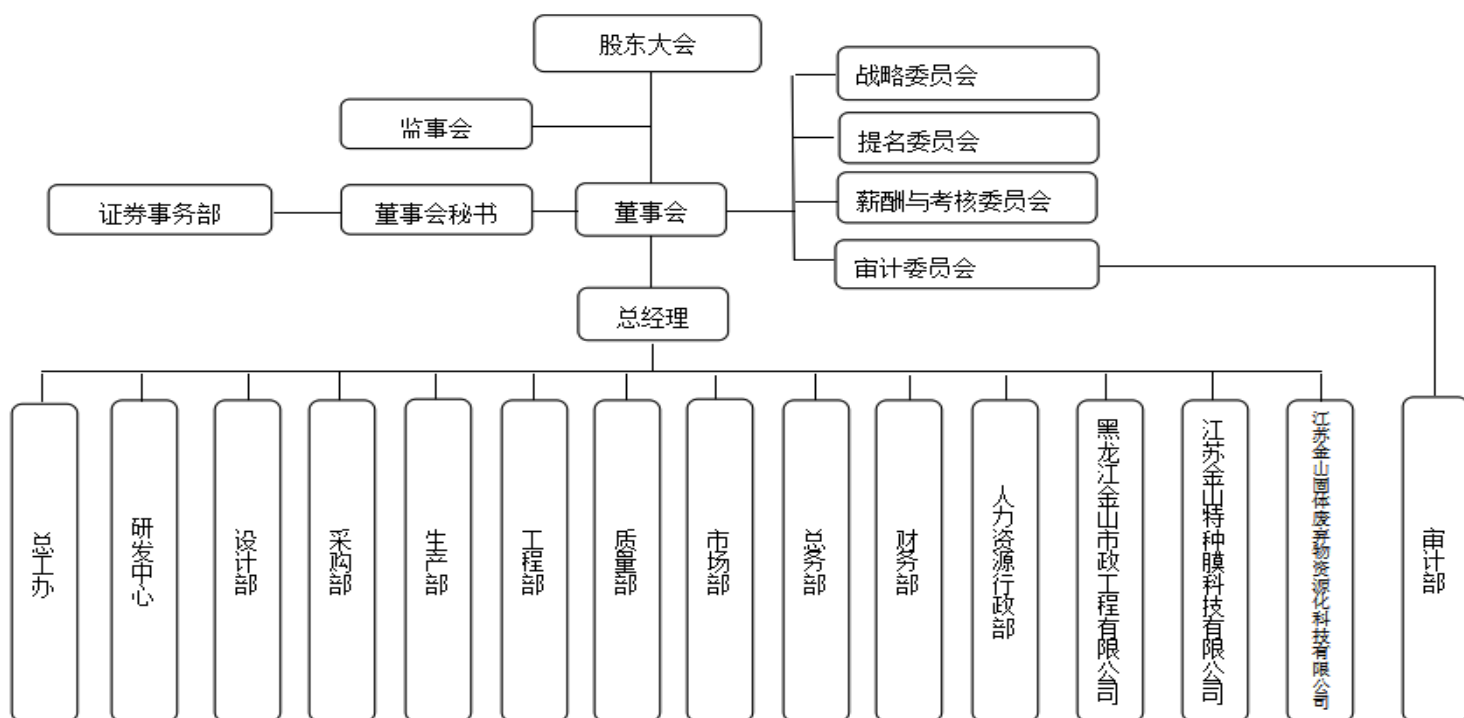 股东大会
战略委员会
监事会
提名委员会
证券事务部
董事会秘书
董事会
薪酬与考核委员会
审计委员会
总经理
总工办
研发中心
设计部
采购部
生产部
工程部
质量部
市场部
总务部
财务部
人力资源行政部
黑龙江金山市政工程有限公司
江苏金山特种膜科技有限公司
江苏金山固体废弃物资源化科技有限公司
审计部